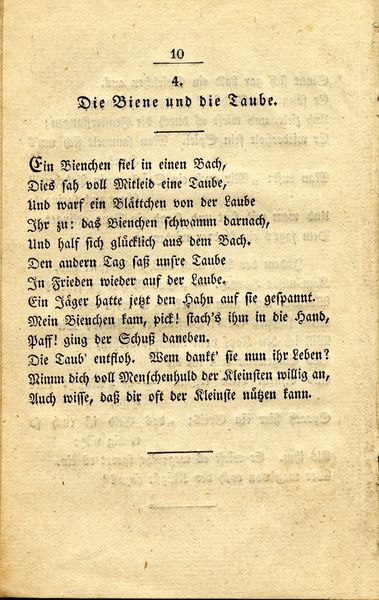 10
4.
Die Biene und die Taube.
Ein Bienchen fiel in einen Bach,
Dies sah voll Mitleid eine Taube,
Und warf ein Blättchen von der Laube
Ihr zu: das Bienchen schwamm darnach,
Und half sich glücklich aus dem Bach.
Den andern Tag saß unsre Taube
In Frieden wieder auf der Laube.
Ein Jäger hatte jetzt den Hahn auf sie gespannt.
Mein Bienchen kam, pick! stach's ihm in die Hand,
Paff! ging der Schuß daneben.
Die Taub' entfloh. Wem dankt' sie nun ihr Leben?
Nimm dich voll Menschenhuld der Kleinsten willig an,
Auch wisse, daß dir oft der Kleinste nützen kann.